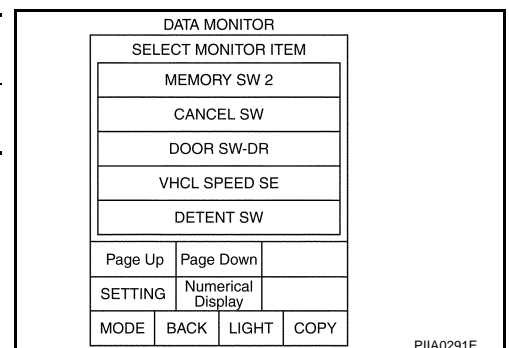 DATA MONITOR
SELECT MONITOR ITEM
MEMORY SW 2
CANCEL SW
DOOR SW-DR
VHCL SPEED SE
DETENT SW
Page Up Page Down
SETTING Numerical Display
MODE BACK LIGHT COPY
PIIA0291E